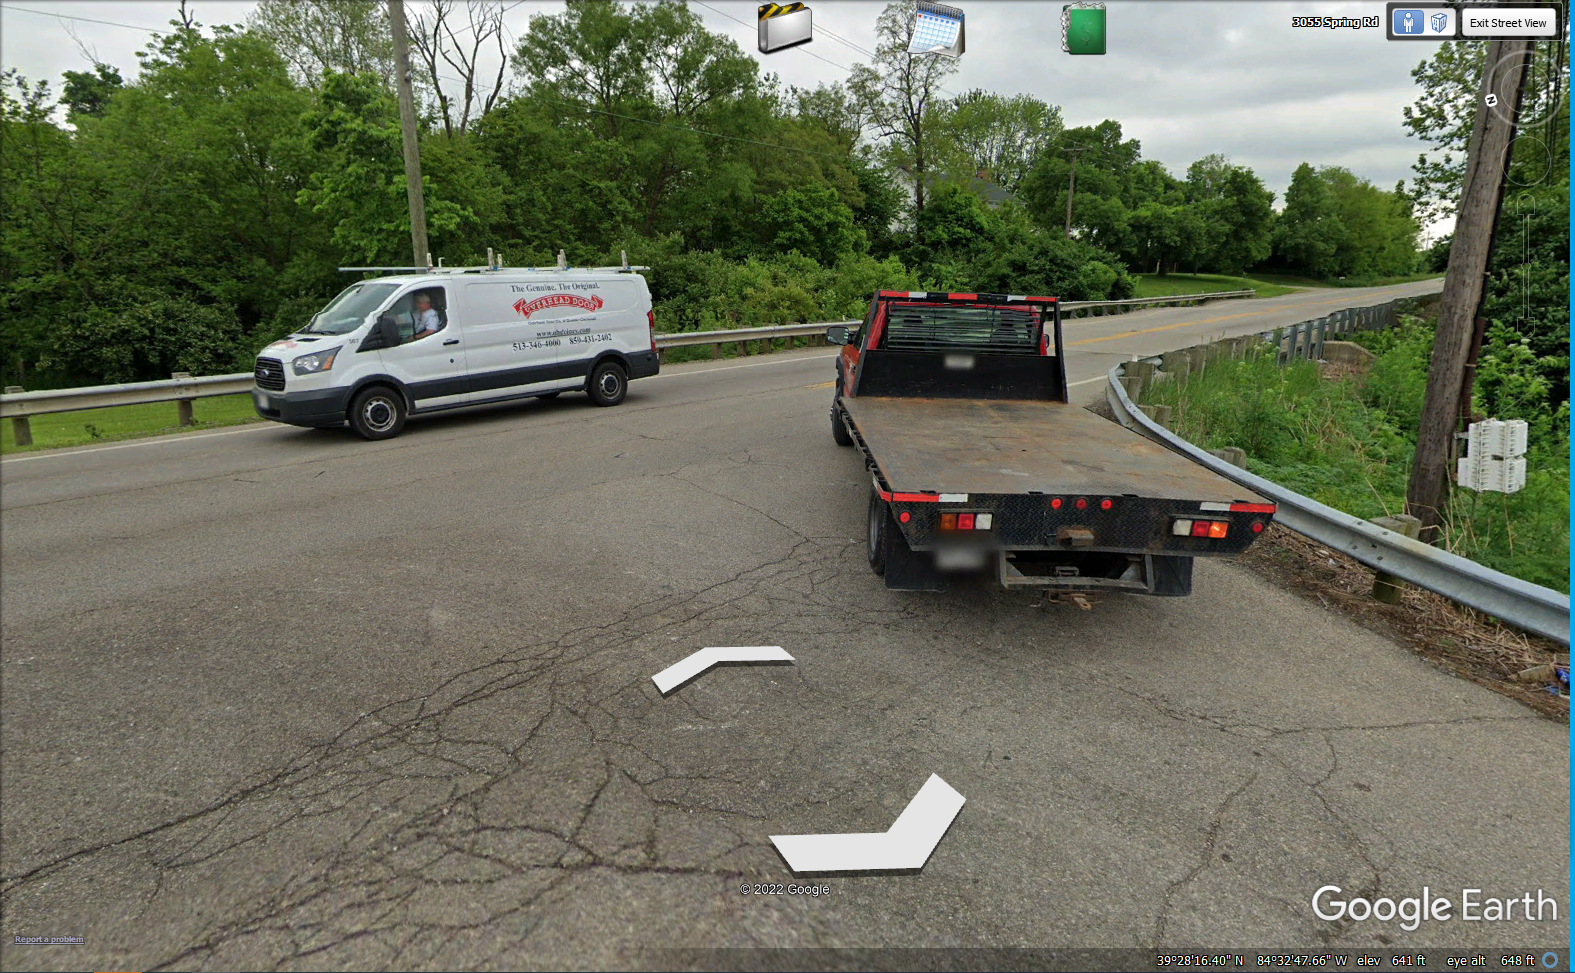 3055 Spring Rd
Exit Street View
The Genuine. The Original.
OVERHEAD DOOR
513-346-4000 859-431-2402
© 2022 Google
Google Earth
Report a problem
39°28'16.40" N 84°32'47.66" W elev 641 ft eye alt 648 ft